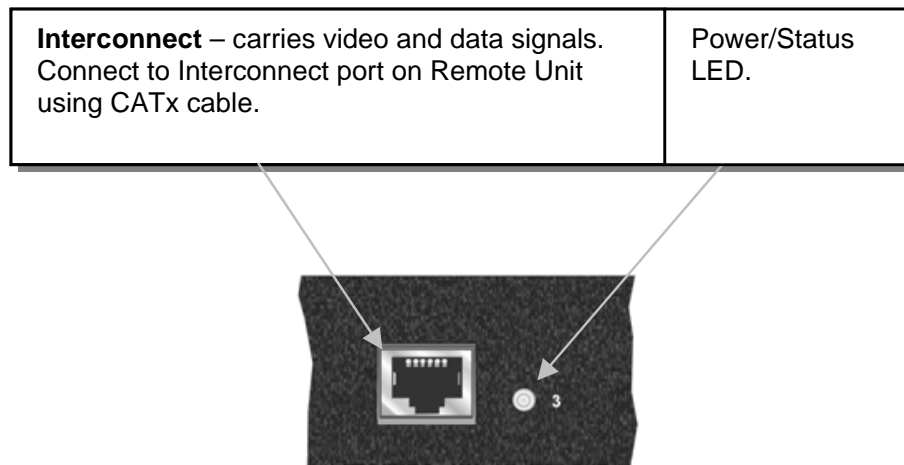 Interconnect – carries video and data signals.
Connect to Interconnect port on Remote Unit
using CATx cable.
Power/Status
LED.
3